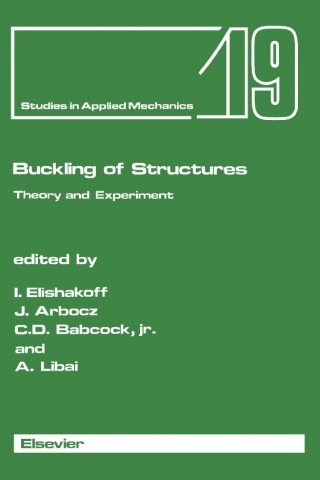 19
Studies in Applied Mechanics
Buckling of Structures
Theory and Experiment
edited by
I. Elishakoff
J. Arbocz
C.D. Babcock, jr.
and
A. Libai
Elsevier